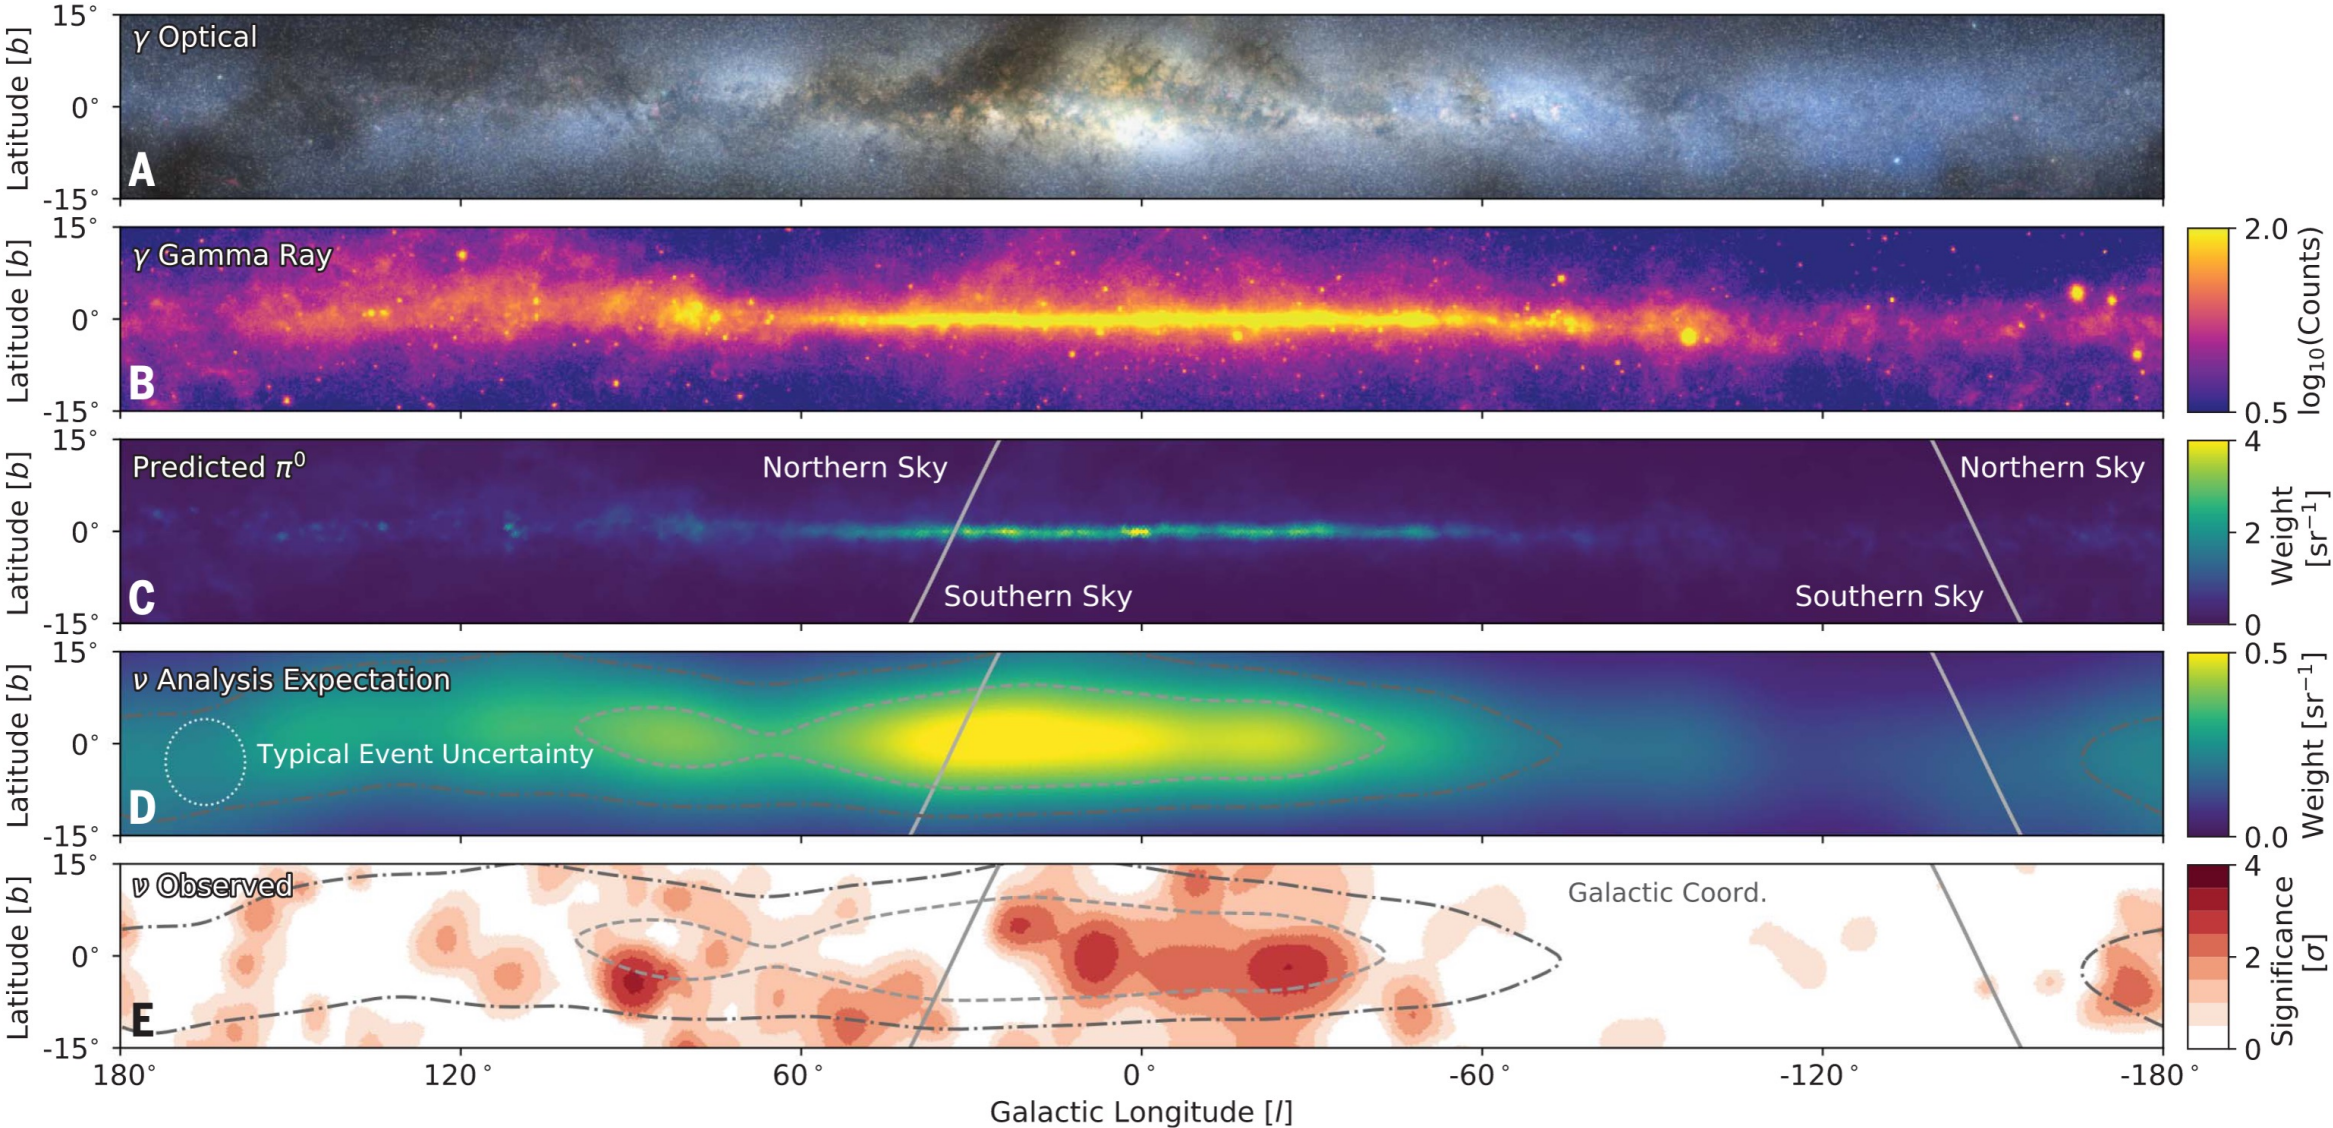 15°
γ Optical
0°
Latitude [b]
A
-15°
15°
γ Gamma Ray
0°
Latitude [b]
B
-15°
2.0
0.5
log₁₀(Counts)
15°
Predicted π⁰
Northern Sky
Northern Sky
0°
Latitude [b]
Southern Sky
Southern Sky
C
-15°
4
2
0
Weight
[sr⁻¹]
15°
ν Analysis Expectation
0°
Typical Event Uncertainty
Latitude [b]
D
-15°
0.5
0.0
Weight [sr⁻¹]
15°
ν Observed
Galactic Coord.
0°
Latitude [b]
E
-15°
4
2
0
Significance
[σ]
180° 120° 60° 0° -60° -120° -180°
Galactic Longitude [l]